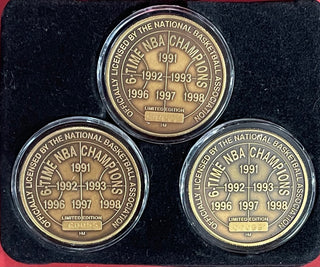 OFFICIALLY LICENSED BY THE NATIONAL BASKETBALL ASSOCIATION
6-TIME NBA CHAMPIONS
1991
1992 1993
1996 1997 1998
LIMITED EDITION
OFFICIALLY LICENSED BY THE NATIONAL BASKETBALL ASSOCIATION
6-TIME NBA CHAMPIONS
1991
1992 1993
1996 1997 1998
LIMITED EDITION
OFFICIALLY LICENSED BY THE NATIONAL BASKETBALL ASSOCIATION
6-TIME NBA CHAMPIONS
1991
1992 1993
1996 1997 1998
LIMITED EDITION